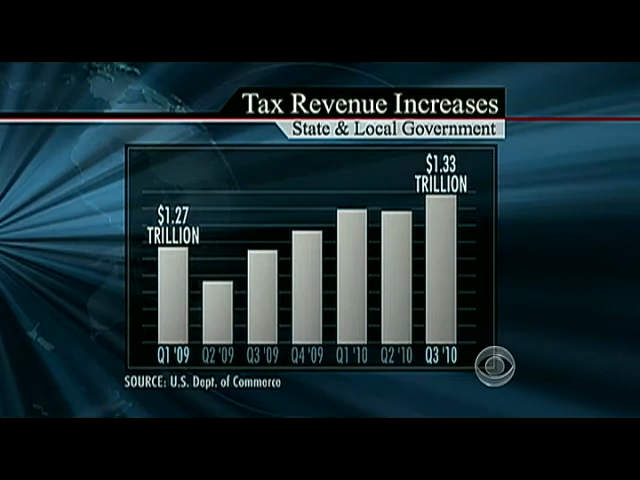 Tax Revenue Increases
State & Local Government
$1.33
TRILLION
$1.27
TRILLION
Q1 '09 Q2 '09 Q3 '09 Q4 '09 Q1 '10 Q2 '10 Q3 '10
SOURCE: U.S. Dept. of Commerce